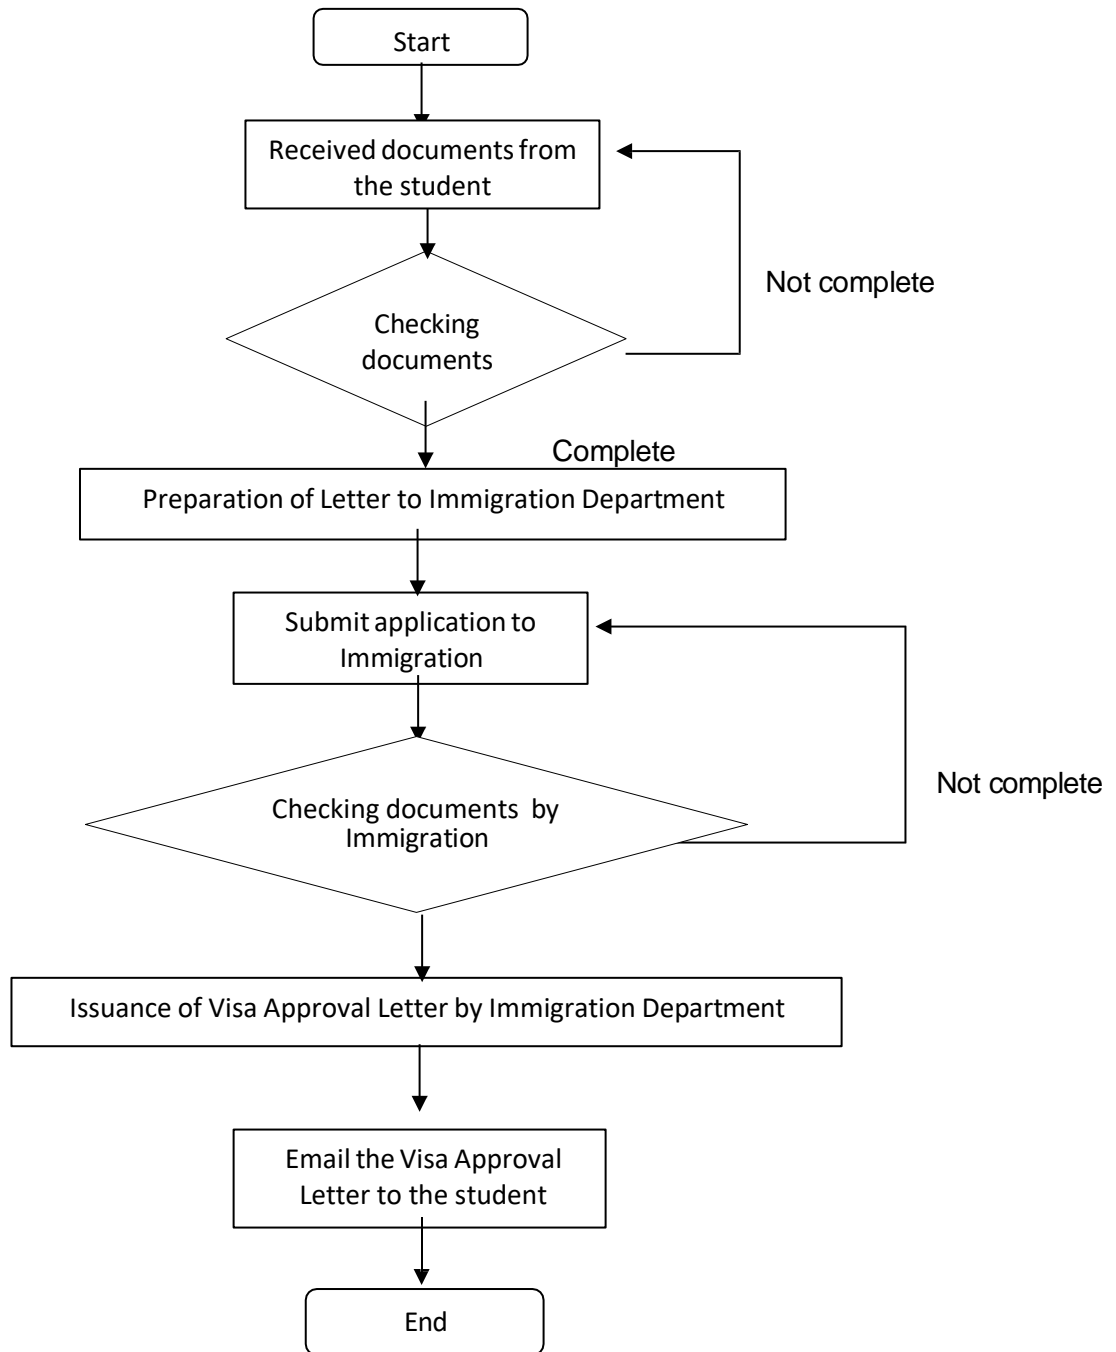 Start
Received documents from
the student
Not complete
Checking
documents
Complete
Preparation of Letter to Immigration Department
Submit application to
Immigration
Not complete
Checking documents by
Immigration
Issuance of Visa Approval Letter by Immigration Department
Email the Visa Approval
Letter to the student
End